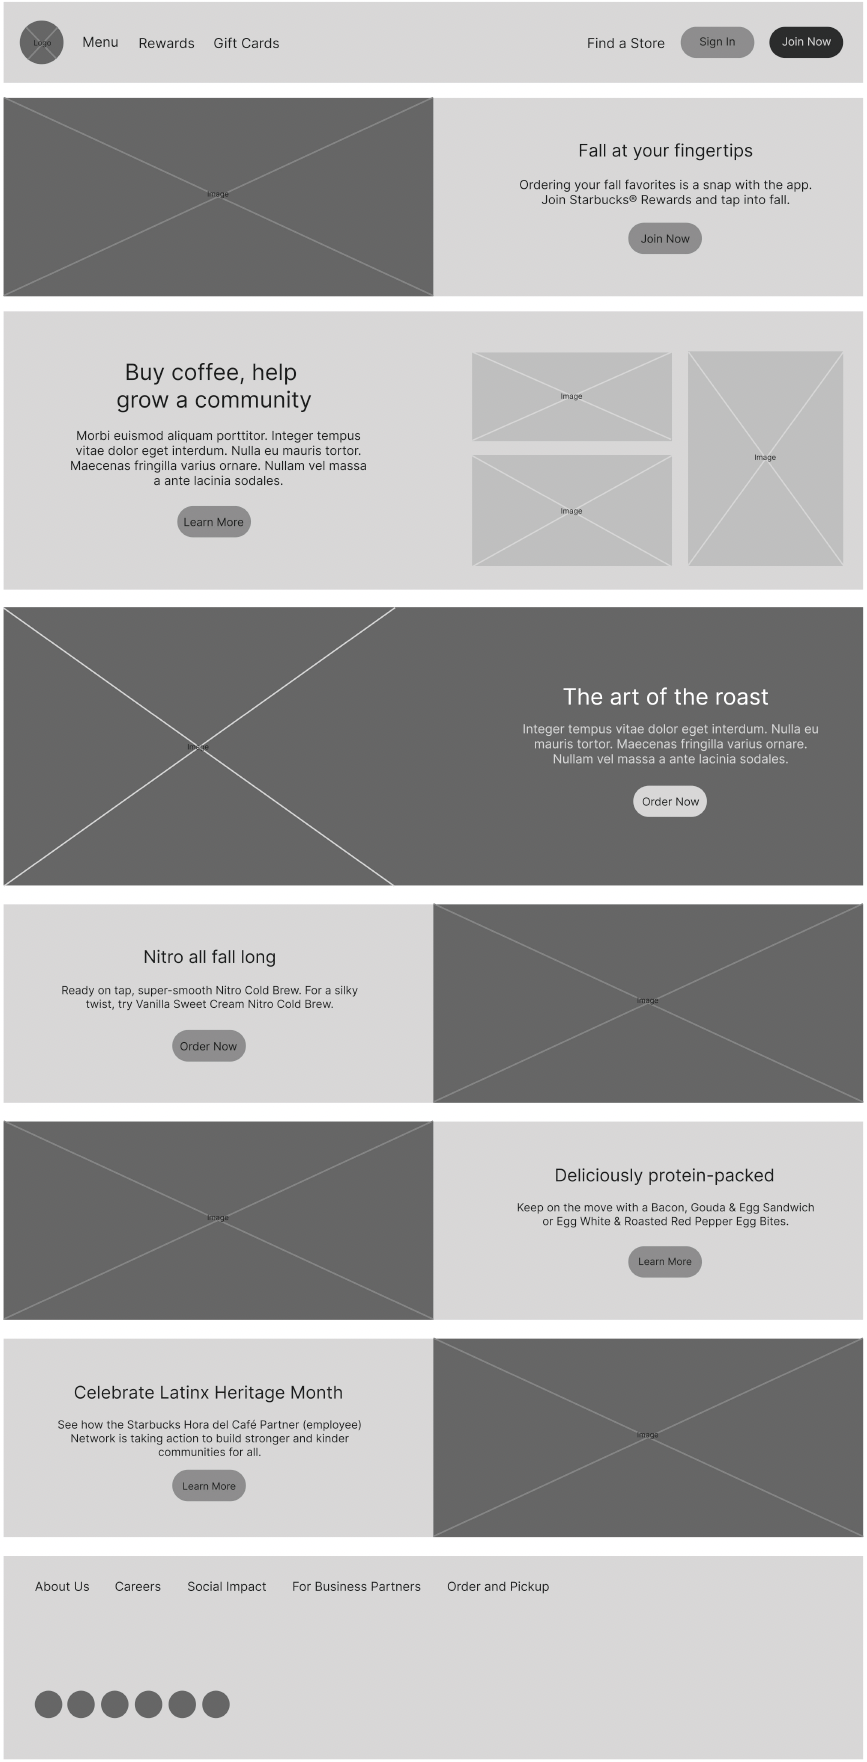 Logo
Menu
Rewards
Gift Cards
Find a Store
Sign In
Join Now
Image
Fall at your fingertips
Ordering your fall favorites is a snap with the app.
Join Starbucks® Rewards and tap into fall.
Join Now
Buy coffee, help
grow a community
Morbi euismod aliquam porttitor. Integer tempus
vitae dolor eget interdum. Nulla eu mauris tortor.
Maecenas fringilla varius ornare. Nullam vel massa
a ante lacinia sodales.
Learn More
Image
Image
Image
Image
The art of the roast
Integer tempus vitae dolor eget interdum. Nulla eu
mauris tortor. Maecenas fringilla varius ornare.
Nullam vel massa a ante lacinia sodales.
Order Now
Nitro all fall long
Ready on tap, super-smooth Nitro Cold Brew. For a silky
twist, try Vanilla Sweet Cream Nitro Cold Brew.
Order Now
Image
Image
Deliciously protein-packed
Keep on the move with a Bacon, Gouda & Egg Sandwich
or Egg White & Roasted Red Pepper Egg Bites.
Learn More
Celebrate Latinx Heritage Month
See how the Starbucks Hora del Café Partner (employee)
Network is taking action to build stronger and kinder
communities for all.
Learn More
Image
About Us
Careers
Social Impact
For Business Partners
Order and Pickup